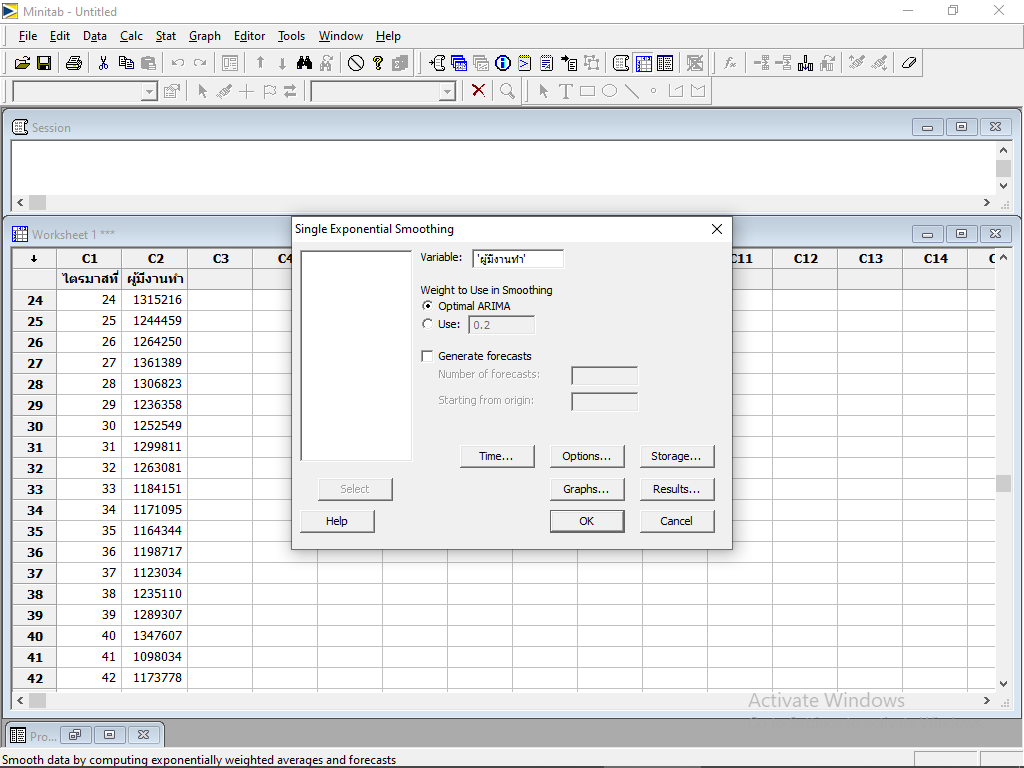 Minitab - Untitled
File Edit Data Calc Stat Graph Editor Tools Window Help
Session
Worksheet 1 ***
Single Exponential Smoothing
Variable: 'ผู้มีงานทำ'
Weight to Use in Smoothing
Optimal ARIMA
Use: 0.2
Generate forecasts
Number of forecasts:
Starting from origin:
Time... Options... Storage...
Select Graphs... Results...
Help OK Cancel
C1 C2 C3 C4 C11 C12 C13 C14
ไตรมาสที่ ผู้มีงานทำ
24 24 1315216
25 25 1244459
26 26 1264250
27 27 1361389
28 28 1306823
29 29 1236358
30 30 1252549
31 31 1299811
32 32 1263081
33 33 1184151
34 34 1171095
35 35 1164344
36 36 1198717
37 37 1123034
38 38 1235110
39 39 1289307
40 40 1347607
41 41 1098034
42 42 1173778
Activate Windows
Pro...
Smooth data by computing exponentially weighted averages and forecasts